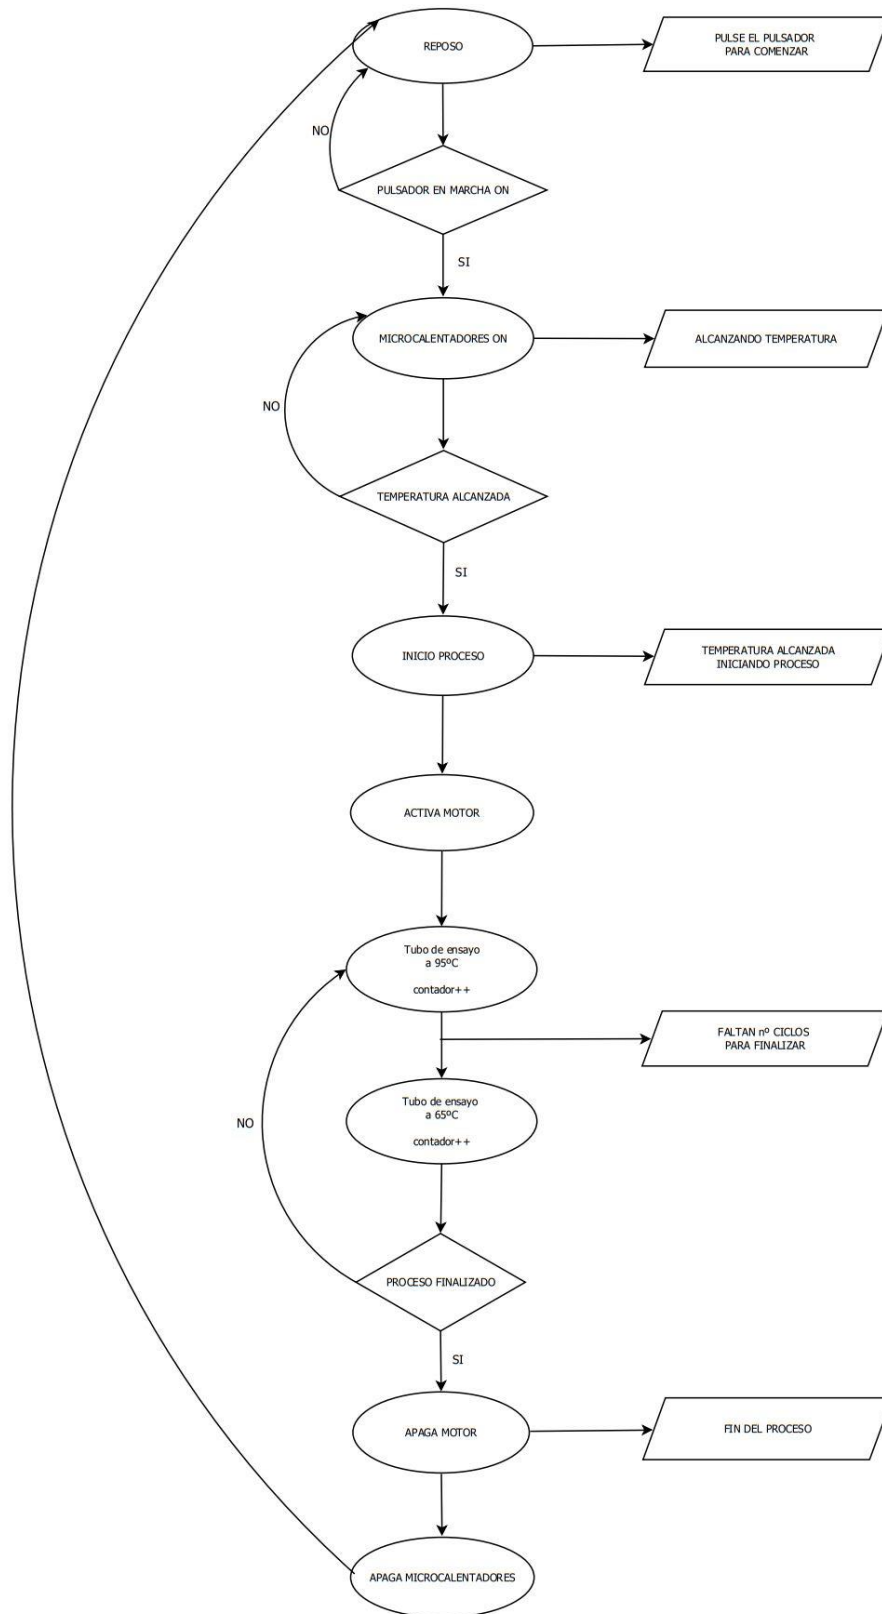 REPOSO
PULSE EL PULSADOR
PARA COMENZAR
NO
PULSADOR EN MARCHA ON
SI
MICROCALENTADORES ON
ALCANZANDO TEMPERATURA
NO
TEMPERATURA ALCANZADA
SI
INICIO PROCESO
TEMPERATURA ALCANZADA
INICIANDO PROCESO
ACTIVA MOTOR
Tubo de ensayo
a 95ºC
contador++
FALTAN nº CICLOS
PARA FINALIZAR
Tubo de ensayo
a 65ºC
contador++
NO
PROCESO FINALIZADO
SI
APAGA MOTOR
FIN DEL PROCESO
APAGA MICROCALENTADORES